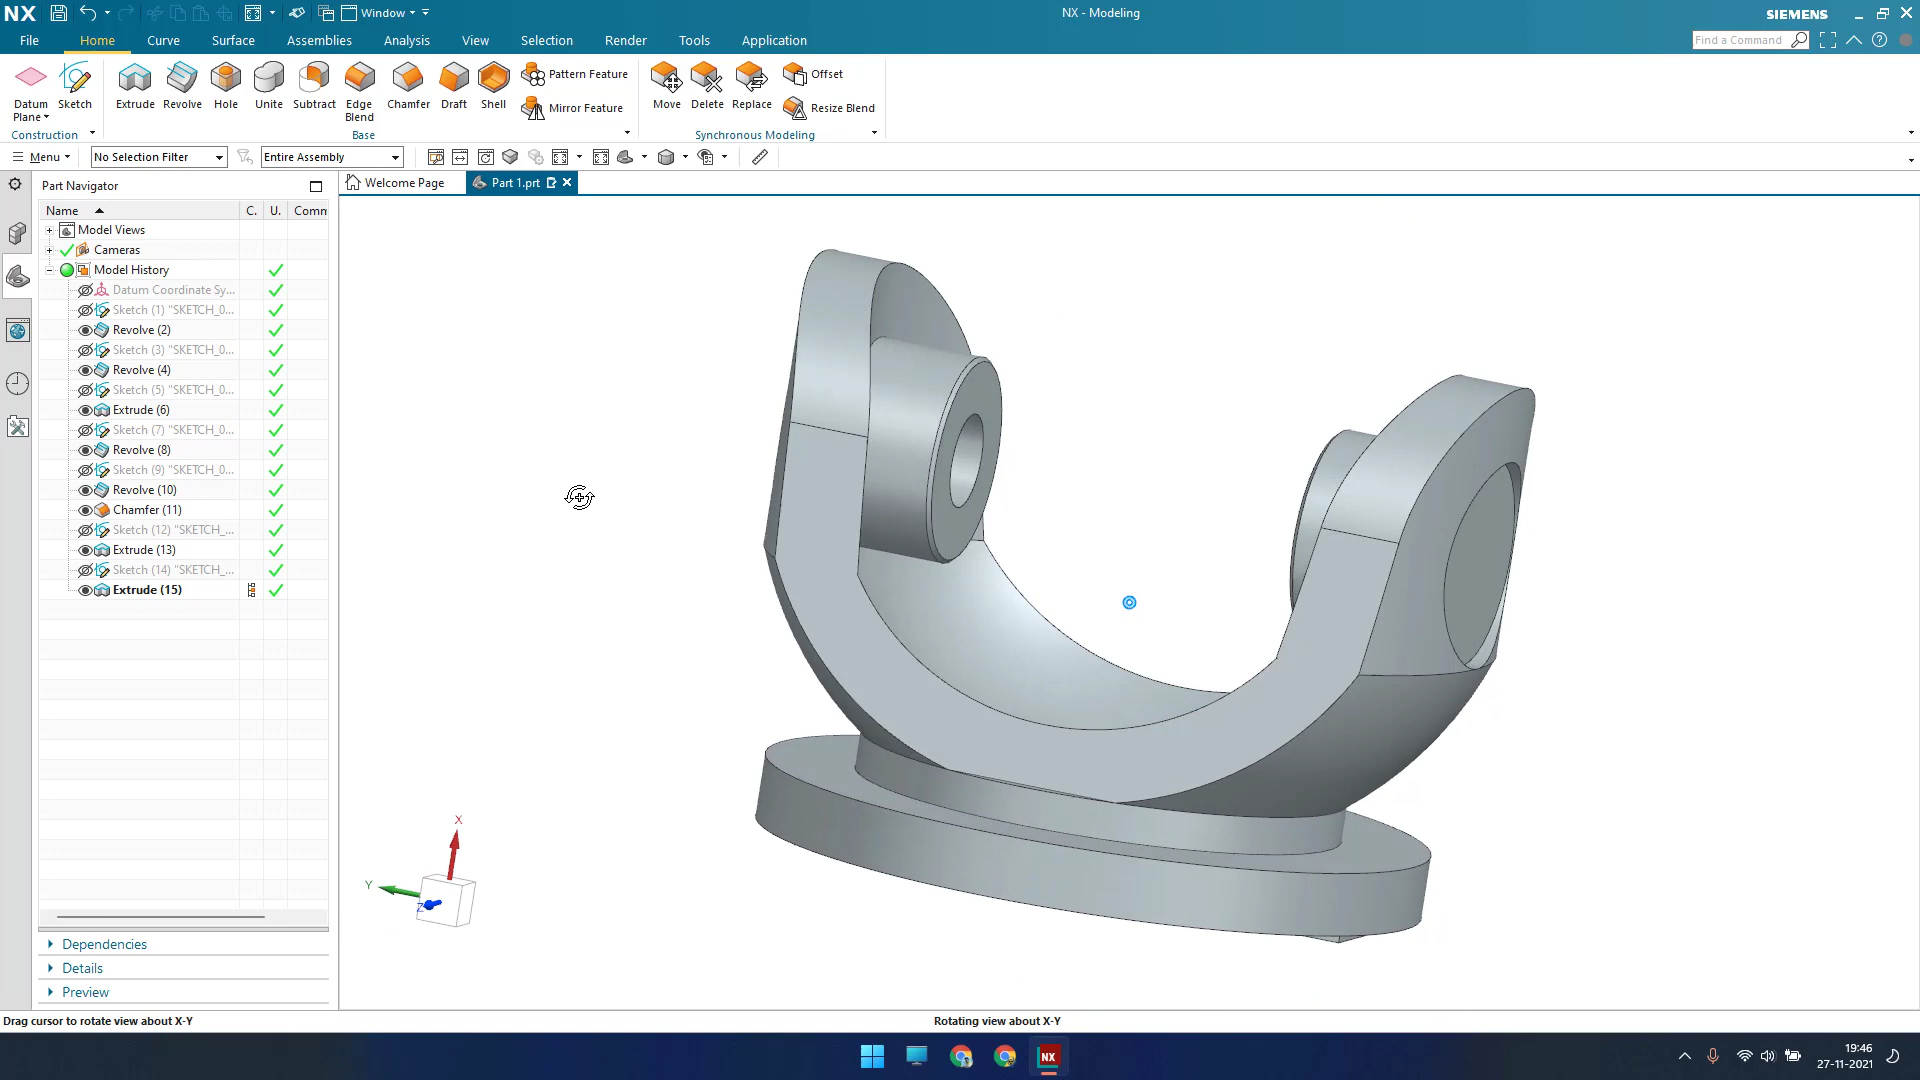 NX Window NX - Modeling SIEMENS
File Home Curve Surface Assemblies Analysis View Selection Render Tools Application Find a Command
Datum Plane Sketch Extrude Revolve Hole Unite Subtract Edge Blend Chamfer Draft Shell Pattern Feature Mirror Feature Move Delete Replace Offset Resize Blend
Construction Base Synchronous Modeling
Menu No Selection Filter Entire Assembly
Part Navigator Welcome Page Part 1.prt
Name C. U. Comm
Model Views
Cameras
Model History
Datum Coordinate Sy...
Sketch (1) "SKETCH_0...
Revolve (2)
Sketch (3) "SKETCH_0...
Revolve (4)
Sketch (5) "SKETCH_0...
Extrude (6)
Sketch (7) "SKETCH_0...
Revolve (8)
Sketch (9) "SKETCH_0...
Revolve (10)
Chamfer (11)
Sketch (12) "SKETCH_...
Extrude (13)
Sketch (14) "SKETCH_...
Extrude (15)
X
Y
Z
Dependencies
Details
Preview
Drag cursor to rotate view about X-Y Rotating view about X-Y
NX
19:46
27-11-2021